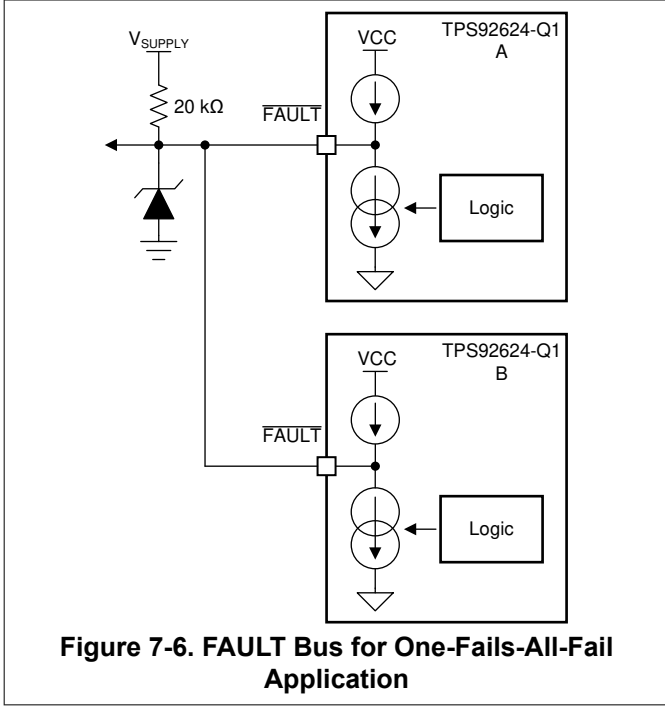 V_SUPPLY
20 kΩ
FAULT
VCC
TPS92624-Q1
A
Logic
FAULT
VCC
TPS92624-Q1
B
Logic
Figure 7-6. FAULT Bus for One-Fails-All-Fail
Application